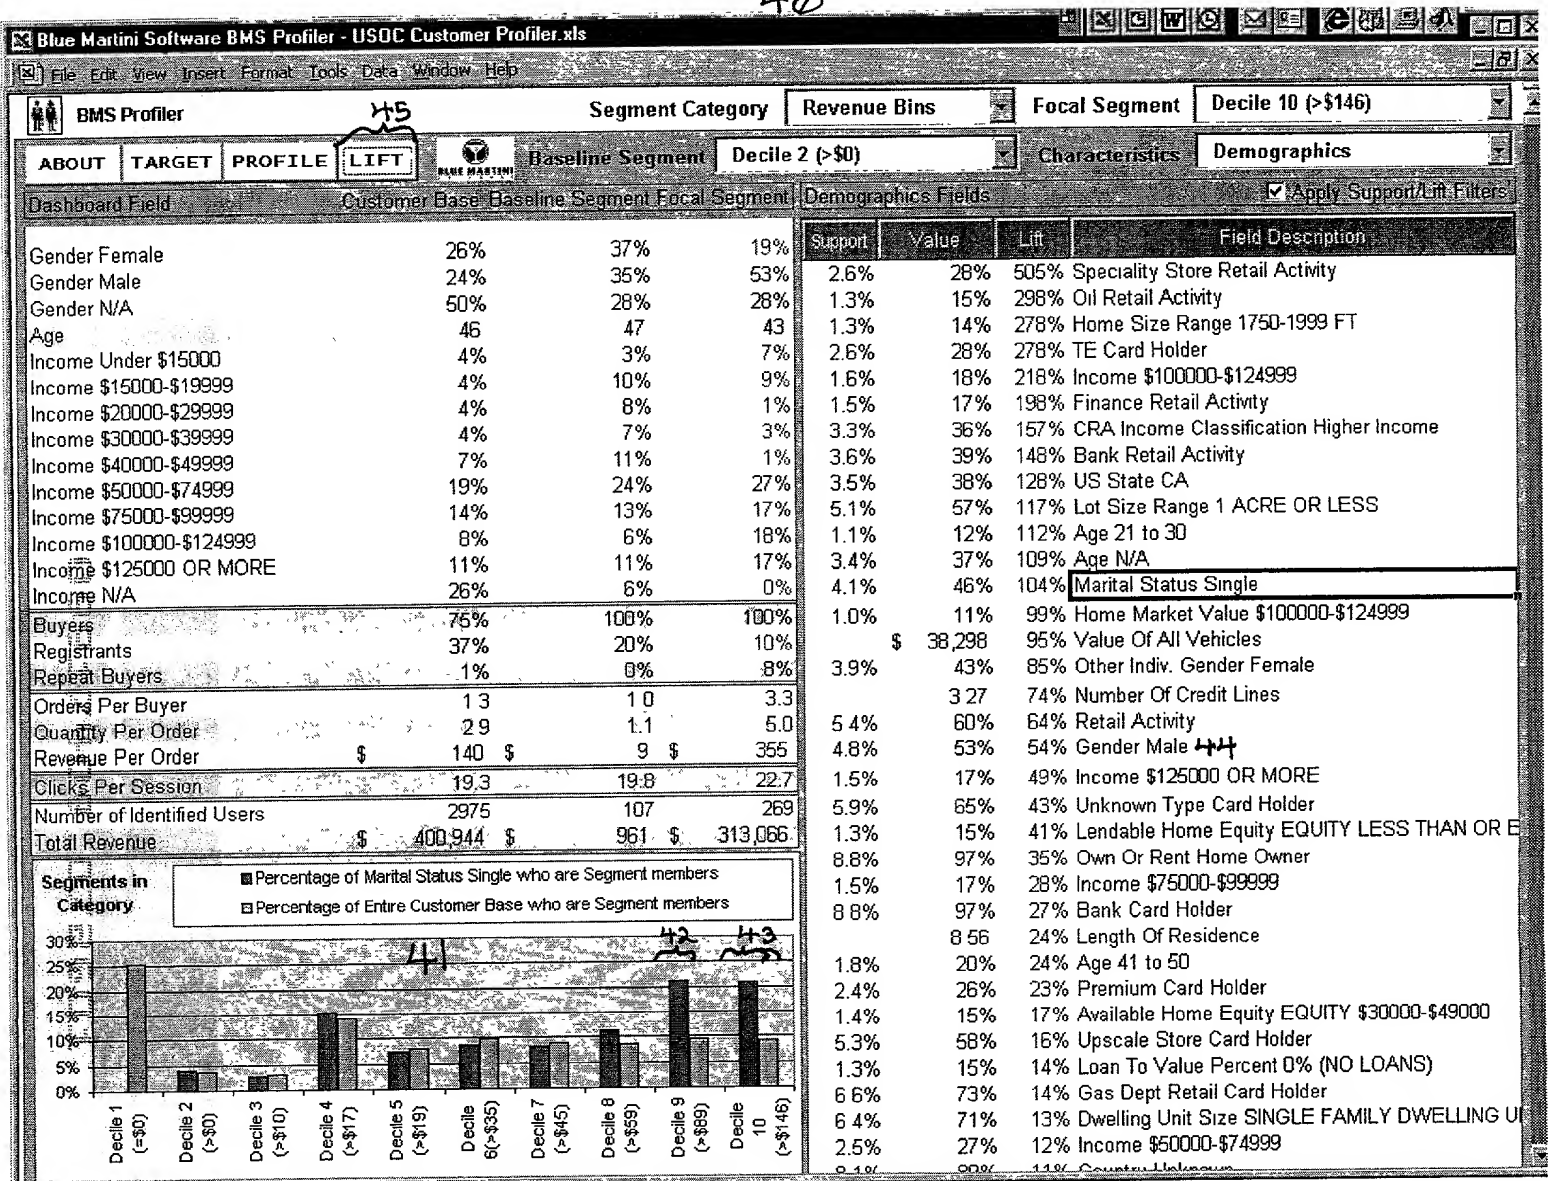 46
Blue Martini Software BMS Profiler - USOC Customer Profiler.xls
File Edit View Insert Format Tools Data Window Help
BMS Profiler
45
Segment Category Revenue Bins Focal Segment Decile 10 (>$146)
ABOUT TARGET PROFILE LIFT BLUE MARTINI Baseline Segment Decile 2 (>$0) Characteristics Demographics
Dashboard Field Customer Base Baseline Segment Focal Segment
Gender Female 26% 37% 19%
Gender Male 24% 35% 53%
Gender N/A 50% 28% 28%
Age 46 47 43
Income Under $15000 4% 3% 7%
Income $15000-$19999 4% 10% 9%
Income $20000-$29999 4% 8% 1%
Income $30000-$39999 4% 7% 3%
Income $40000-$49999 7% 11% 1%
Income $50000-$74999 19% 24% 27%
Income $75000-$99999 14% 13% 17%
Income $100000-$124999 8% 6% 18%
Income $125000 OR MORE 11% 11% 17%
Income N/A 26% 6% 0%
Buyers 75% 100% 100%
Registrants 37% 20% 10%
Repeat Buyers 1% 0% 8%
Orders Per Buyer 1 3 1 0 3.3
Quantity Per Order 2 9 1.1 5.0
Revenue Per Order $ 140 $ 9 $ 355
Clicks Per Session 19.3 19.8 22.7
Number of Identified Users 2975 107 269
Total Revenue $ 400,944 $ 961 $ 313,066
Segments in Category
Percentage of Marital Status Single who are Segment members
Percentage of Entire Customer Base who are Segment members
41 42 43
30%
25%
20%
15%
10%
5%
0%
Decile 1 (=$0)
Decile 2 (>$0)
Decile 3 (>$10)
Decile 4 (>$17)
Decile 5 (>$19)
Decile 6(>$35)
Decile 7 (>$45)
Decile 8 (>$59)
Decile 9 (>$89)
Decile 10 (>$146)
Demographics Fields Apply Support/Lift Filters
Support Value Lift Field Description
2.6% 28% 505% Speciality Store Retail Activity
1.3% 15% 298% Oil Retail Activity
1.3% 14% 278% Home Size Range 1750-1999 FT
2.6% 28% 278% TE Card Holder
1.6% 18% 218% Income $100000-$124999
1.5% 17% 198% Finance Retail Activity
3.3% 36% 157% CRA Income Classification Higher Income
3.6% 39% 148% Bank Retail Activity
3.5% 38% 128% US State CA
5.1% 57% 117% Lot Size Range 1 ACRE OR LESS
1.1% 12% 112% Age 21 to 30
3.4% 37% 109% Age N/A
4.1% 46% 104% Marital Status Single
1.0% 11% 99% Home Market Value $100000-$124999
$ 38,298 95% Value Of All Vehicles
3.9% 43% 85% Other Indiv. Gender Female
3 27 74% Number Of Credit Lines
5 4% 60% 64% Retail Activity
4.8% 53% 54% Gender Male 44
1.5% 17% 49% Income $125000 OR MORE
5.9% 65% 43% Unknown Type Card Holder
1.3% 15% 41% Lendable Home Equity EQUITY LESS THAN OR E
8.8% 97% 35% Own Or Rent Home Owner
1.5% 17% 28% Income $75000-$99999
8 8% 97% 27% Bank Card Holder
8 56 24% Length Of Residence
1.8% 20% 24% Age 41 to 50
2.4% 26% 23% Premium Card Holder
1.4% 15% 17% Available Home Equity EQUITY $30000-$49000
5.3% 58% 16% Upscale Store Card Holder
1.3% 15% 14% Loan To Value Percent 0% (NO LOANS)
6 6% 73% 14% Gas Dept Retail Card Holder
6 4% 71% 13% Dwelling Unit Size SINGLE FAMILY DWELLING U
2.5% 27% 12% Income $50000-$74999